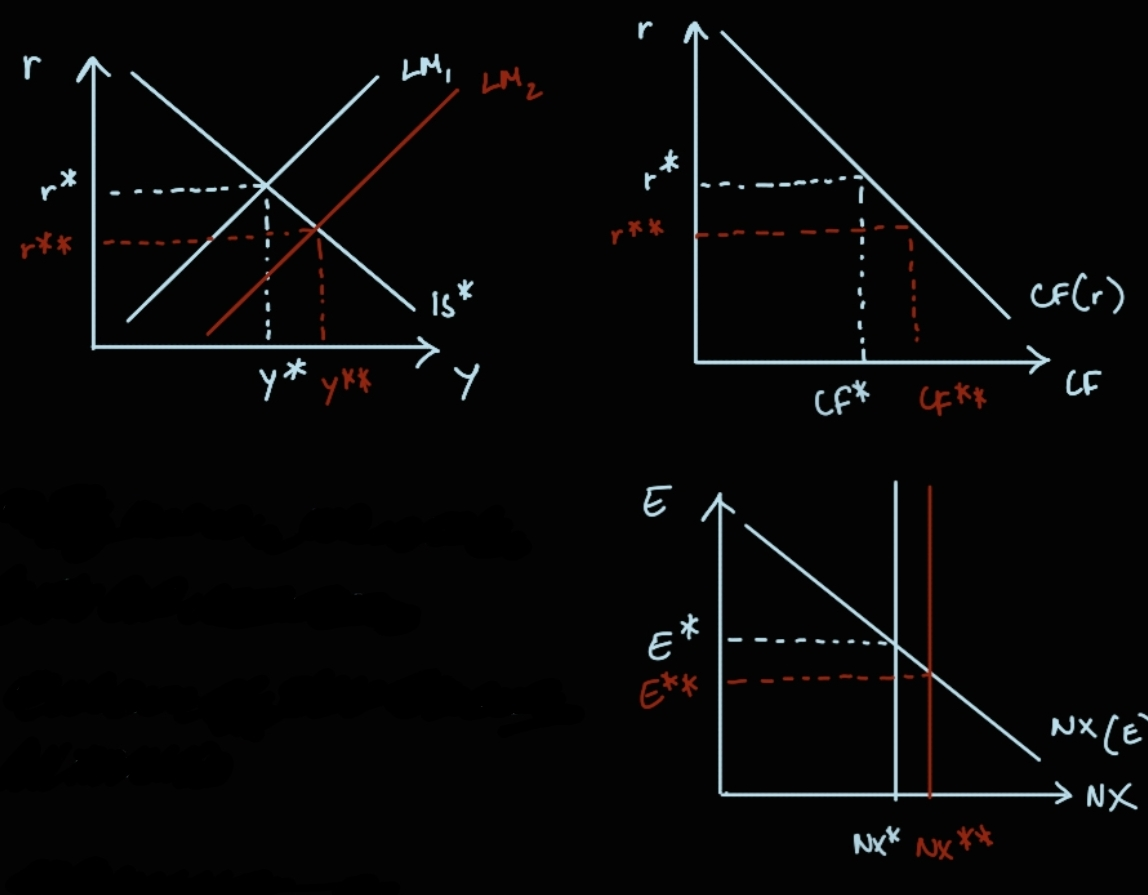 r
LM₁
LM₂
r*
r**
IS*
y*
y**
Y
r
r*
r**
CF(r)
CF*
CF**
CF
E
E*
E**
NX(E)
NX
NX*
NX**